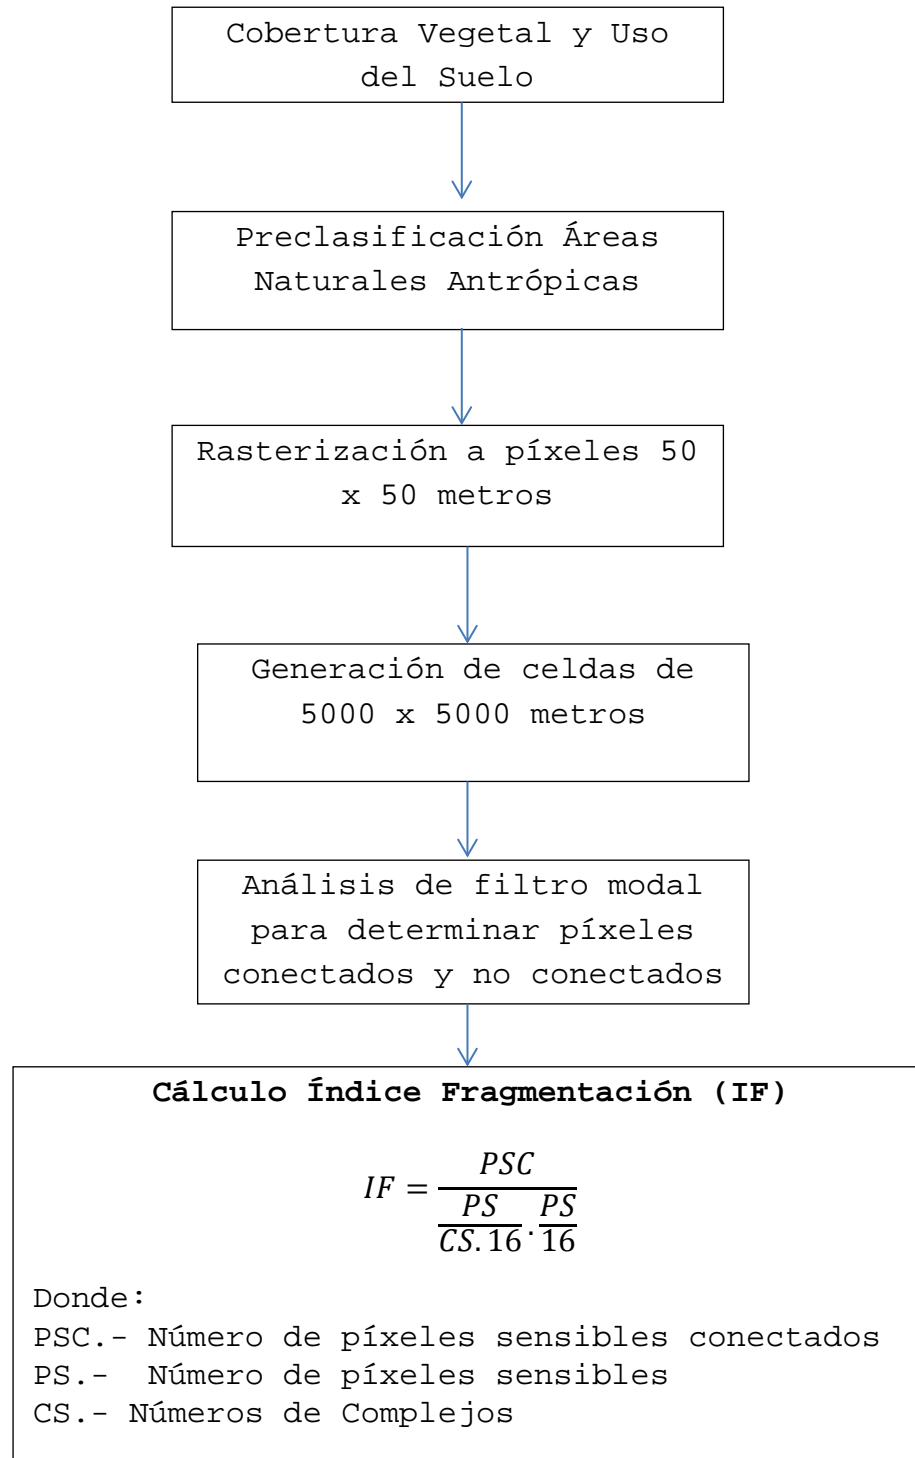 Cobertura Vegetal y Uso
del Suelo
Preclasificación Áreas
Naturales Antrópicas
Rasterización a píxeles 50
x 50 metros
Generación de celdas de
5000 x 5000 metros
Análisis de filtro modal
para determinar píxeles
conectados y no conectados
Cálculo Índice Fragmentación (IF)
IF = PSC / (PS/CS.16 . PS/16)
Donde:
PSC.- Número de píxeles sensibles conectados
PS.- Número de píxeles sensibles
CS.- Números de Complejos